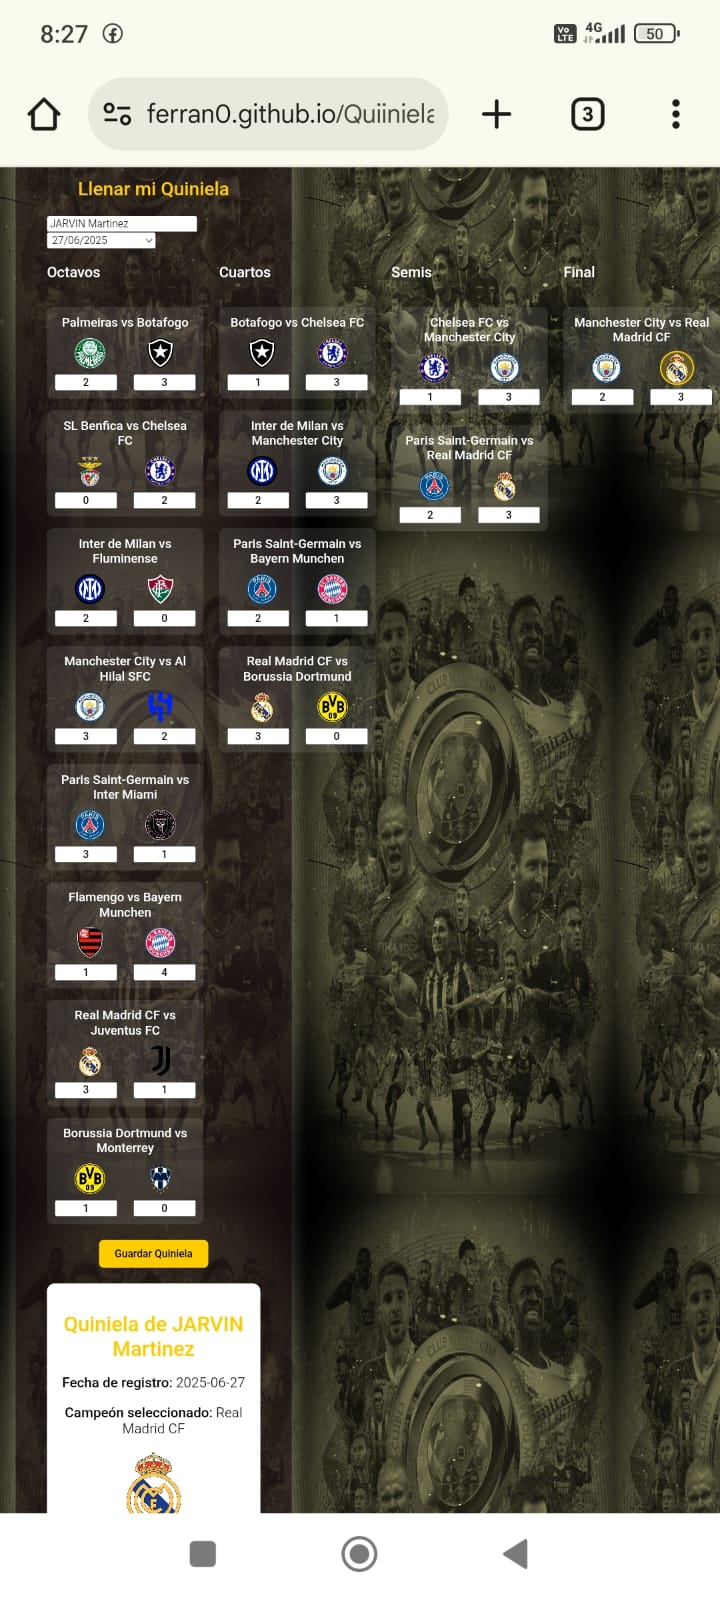 8:27
Vo LTE
4G
50
ferran0.github.io/Quiiniela
3
Llenar mi Quiniela
JARVIN Martinez
27/06/2025
Octavos
Cuartos
Semis
Final
Palmeiras vs Botafogo
2 3
SL Benfica vs Chelsea
FC
0 2
Inter de Milan vs
Fluminense
2 0
Manchester City vs Al
Hilal SFC
3 2
Paris Saint-Germain vs
Inter Miami
3 1
Flamengo vs Bayern
Munchen
1 4
Real Madrid CF vs
Juventus FC
3 1
Borussia Dortmund vs
Monterrey
1 0
Botafogo vs Chelsea FC
1 3
Inter de Milan vs
Manchester City
2 3
Paris Saint-Germain vs
Bayern Munchen
2 1
Real Madrid CF vs
Borussia Dortmund
3 0
Chelsea FC vs
Manchester City
1 3
Paris Saint-Germain vs
Real Madrid CF
2 3
Manchester City vs Real
Madrid CF
2 3
Guardar Quiniela
Quiniela de JARVIN
Martinez
Fecha de registro: 2025-06-27
Campeón seleccionado: Real
Madrid CF